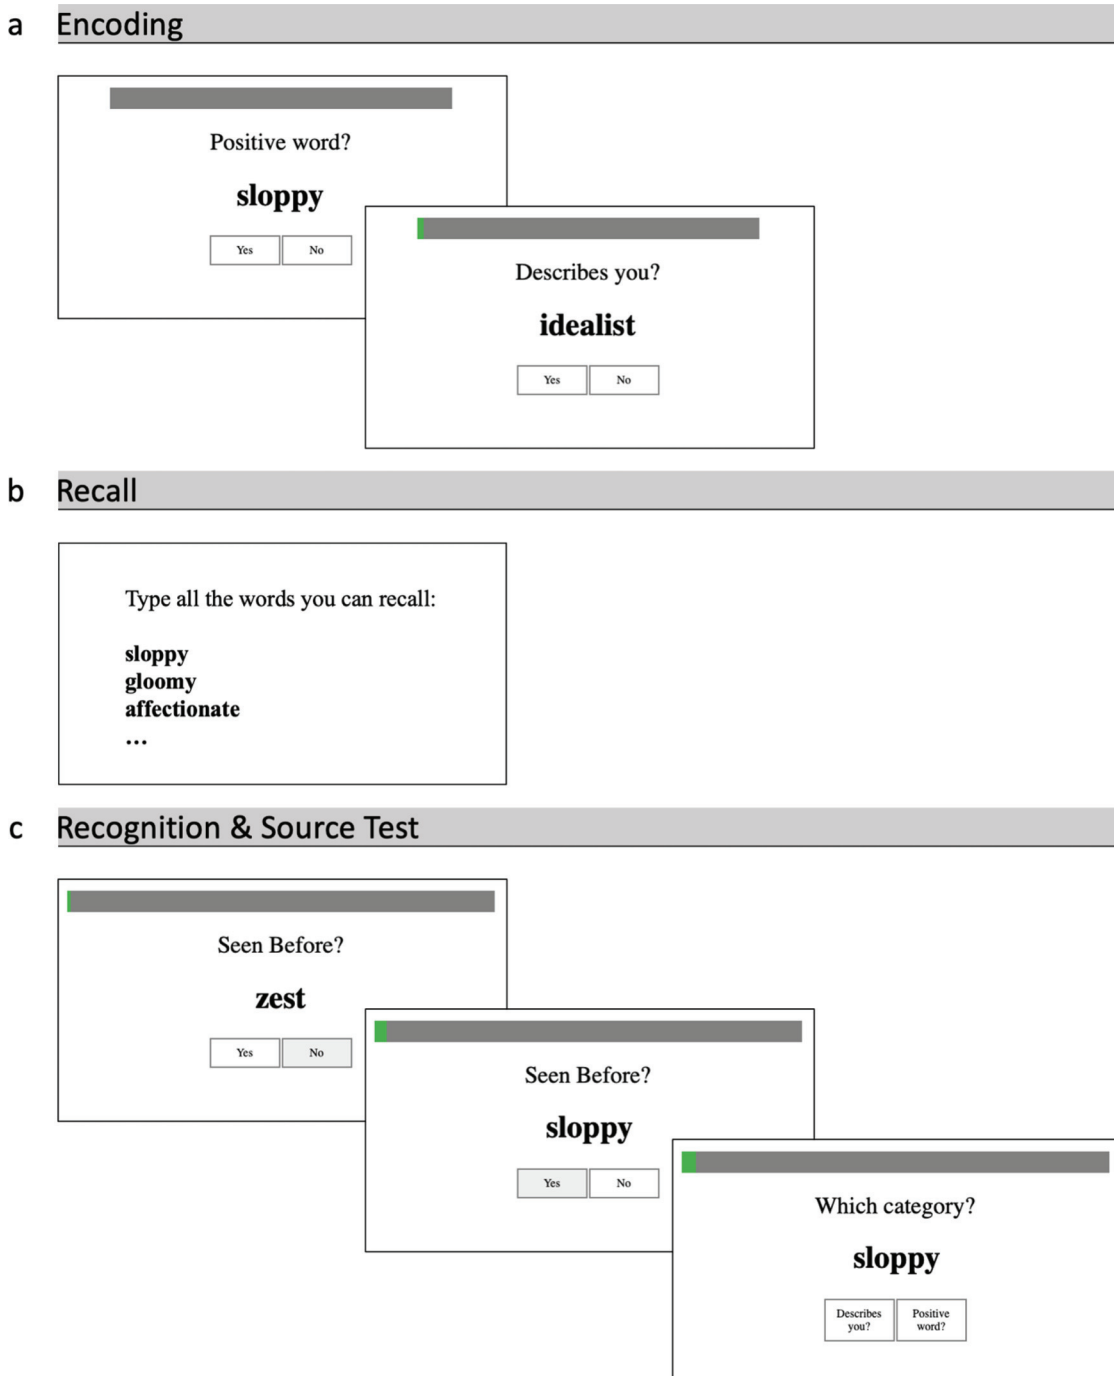 a Encoding
Positive word?
sloppy
Yes No
Describes you?
idealist
Yes No
b Recall
Type all the words you can recall:
sloppy
gloomy
affectionate
...
c Recognition & Source Test
Seen Before?
zest
Yes No
Seen Before?
sloppy
Yes No
Which category?
sloppy
Describes you? Positive word?